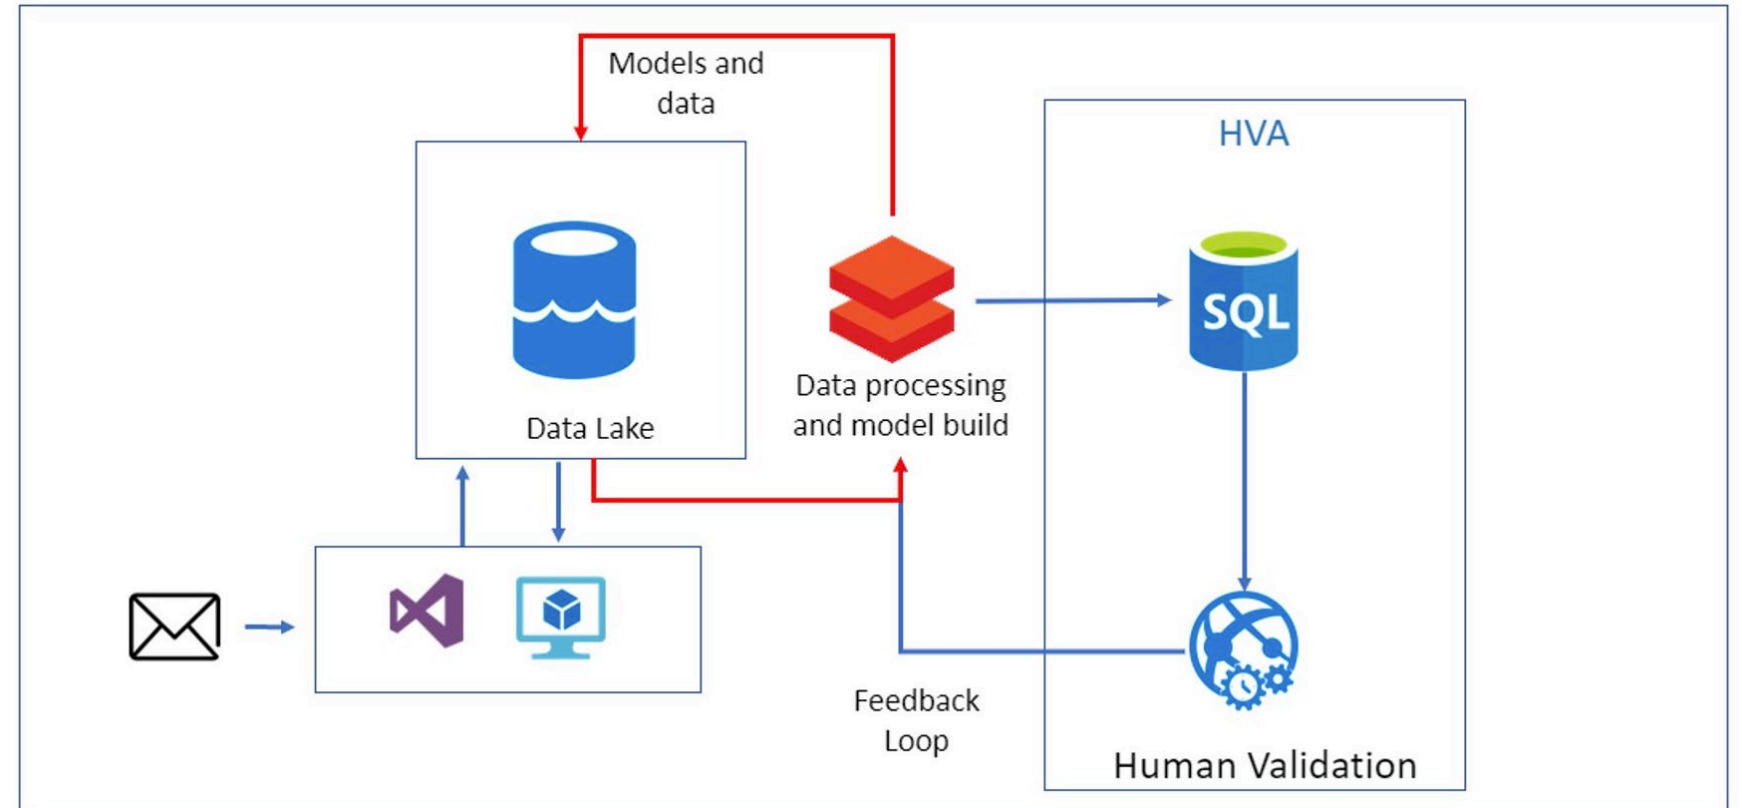 Models and
data
HVA
SQL
Data Lake
Data processing
and model build
Feedback
Loop
Human Validation